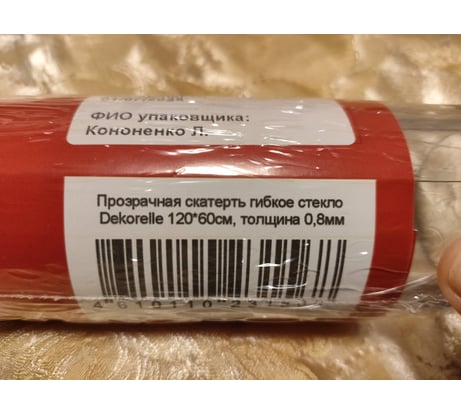 ФИО упаковщика:
Кононенко Л.
Прозрачная скатерть гибкое стекло
Dekorelle 120*60см, толщина 0,8мм